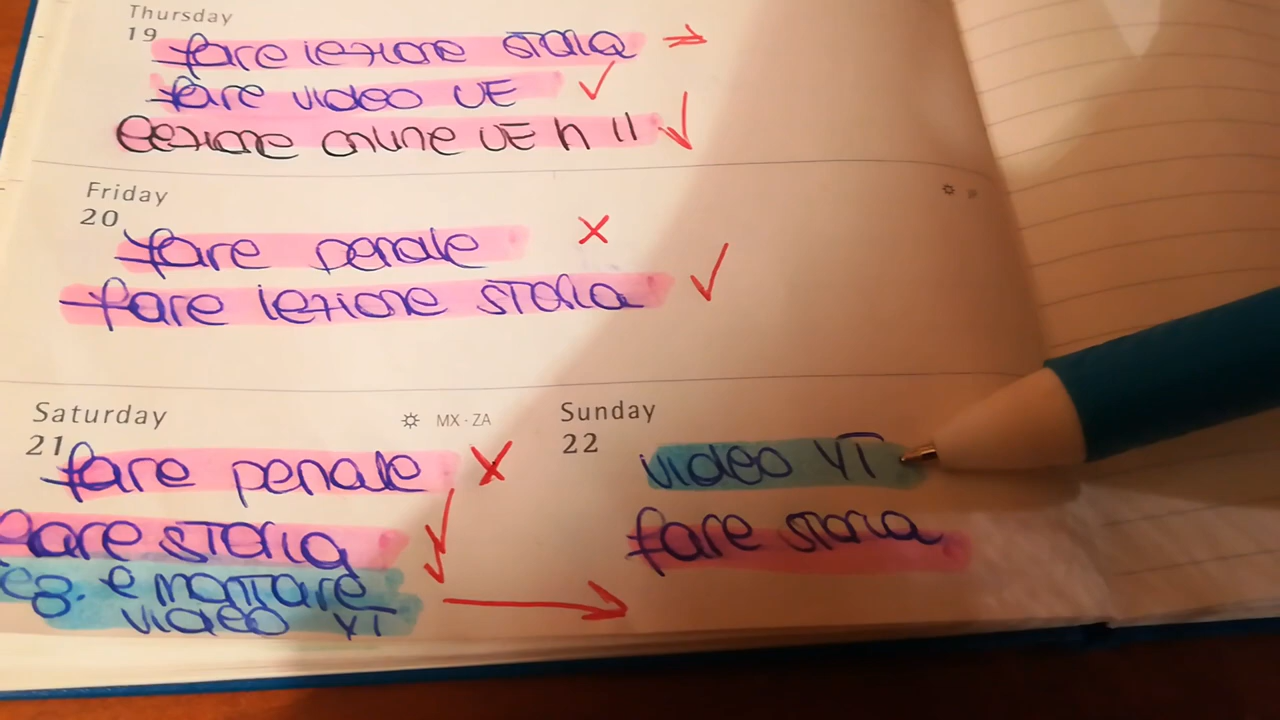 Thursday
19
fare lezione storia
fare video UE
lezione online UE n 11
Friday
20
fare penale
fare lezione storia
Saturday
MX · ZA
21
fare penale
fare storia
eg. e montare
video YT
Sunday
22
video YT
fare storia